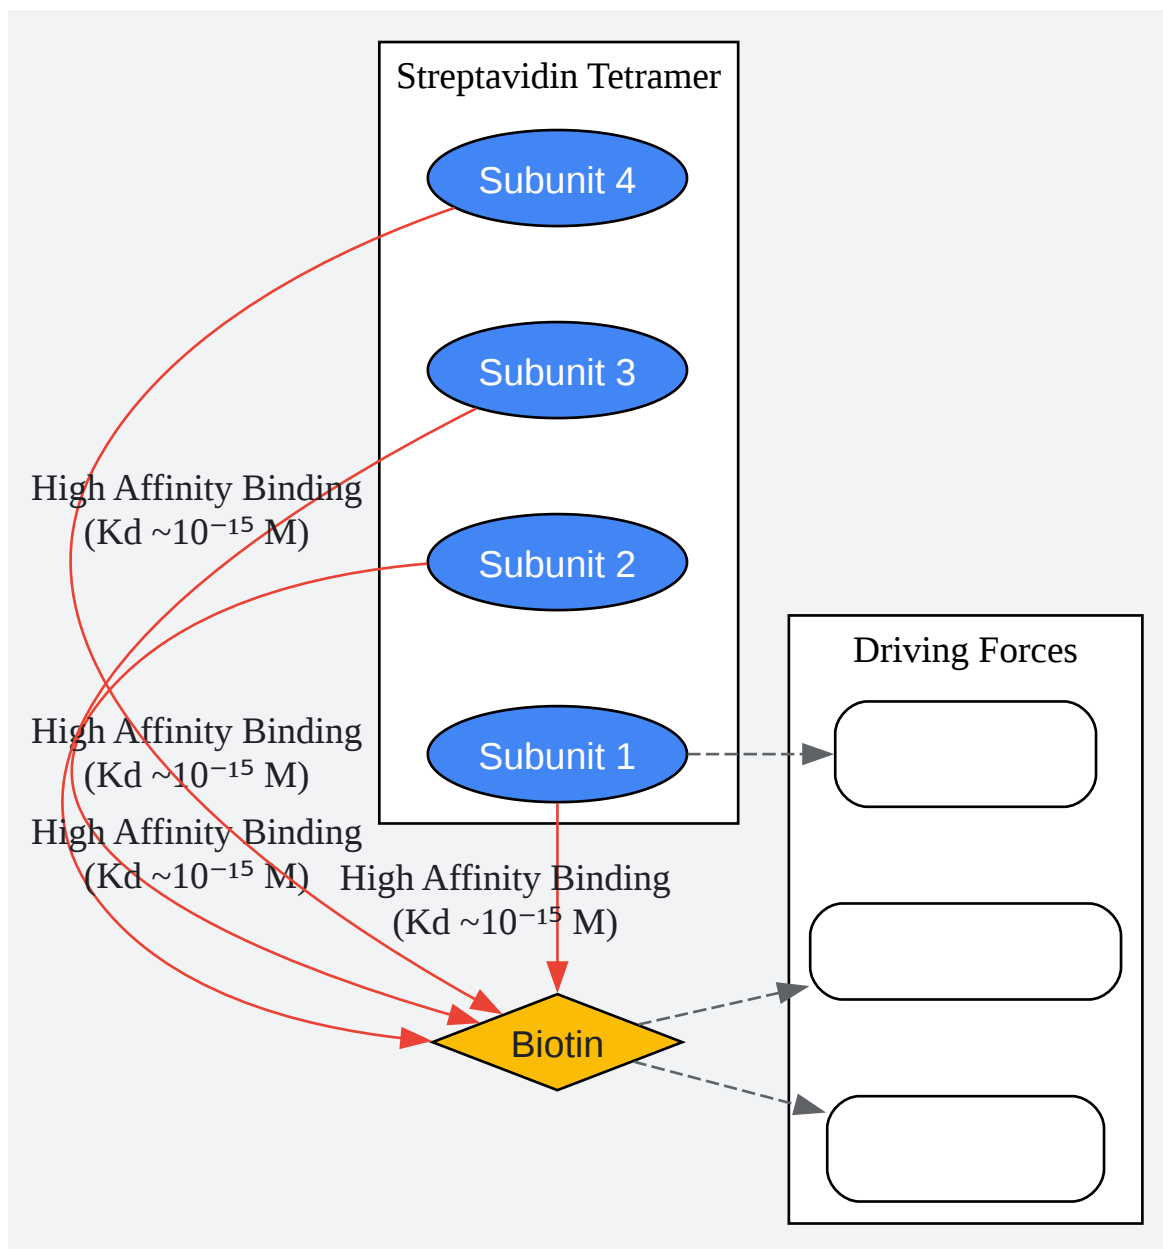 Streptavidin Tetramer
Subunit 4
Subunit 3
High Affinity Binding
(Kd ~10⁻¹⁵ M)
Subunit 2
Driving Forces
High Affinity Binding
(Kd ~10⁻¹⁵ M)
Subunit 1
High Affinity Binding
(Kd ~10⁻¹⁵ M)
High Affinity Binding
(Kd ~10⁻¹⁵ M)
Biotin